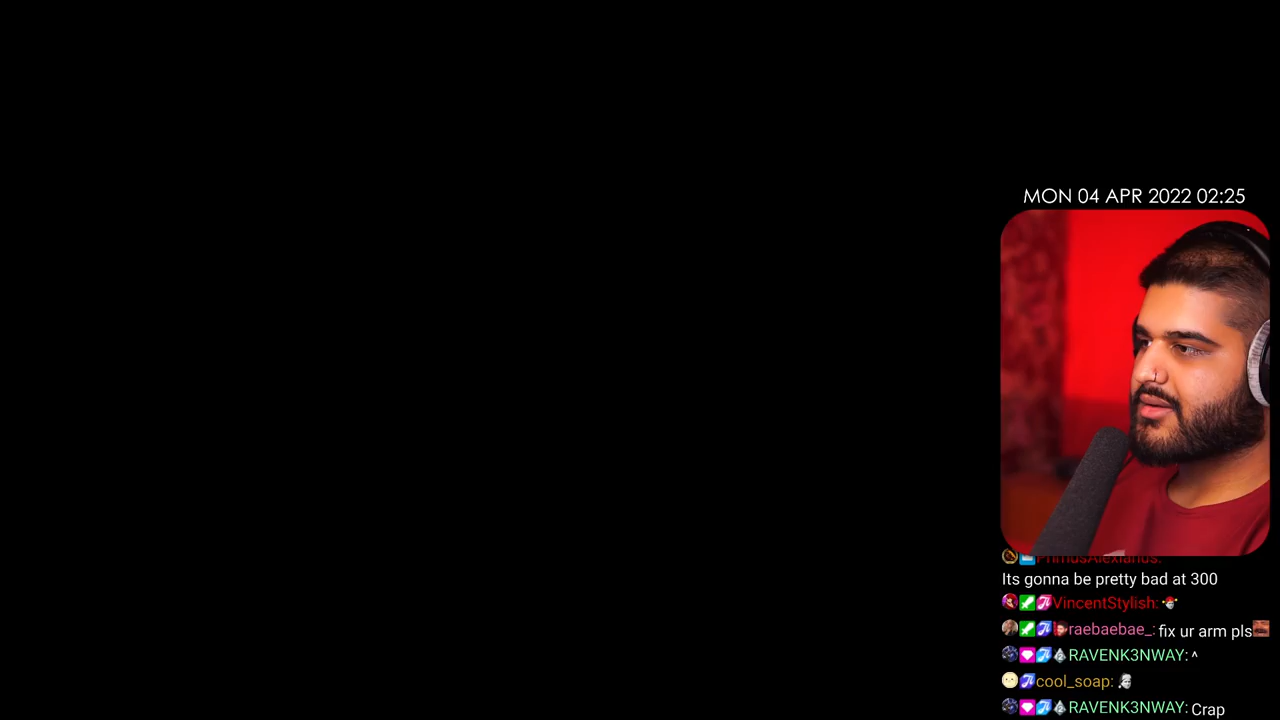 MON 04 APR 2022 02:25
PrimusAlexianus:
Its gonna be pretty bad at 300
VincentStylish:
raebaebae_: fix ur arm pls
RAVENK3NWAY: ^
cool_soap:
RAVENK3NWAY: Crap